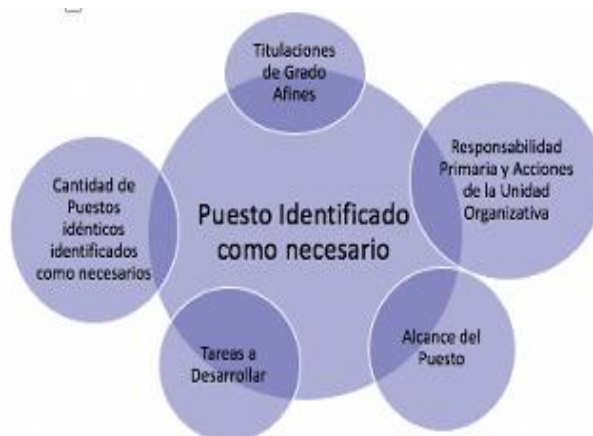 Titulaciones
de Grado
Afines
Responsabilidad
Primaria y Acciones
de la Unidad
Organizativa
Cantidad de
Puestos
idénticos
identificados
como necesarios
Puesto Identificado
como necesario
Alcance del
Puesto
Tareas a
Desarrollar